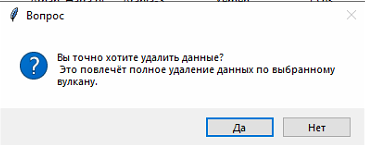 Вопрос
Вы точно хотите удалить данные?
Это повлечёт полное удаление данных по выбранному
вулкану.
Да
Нет